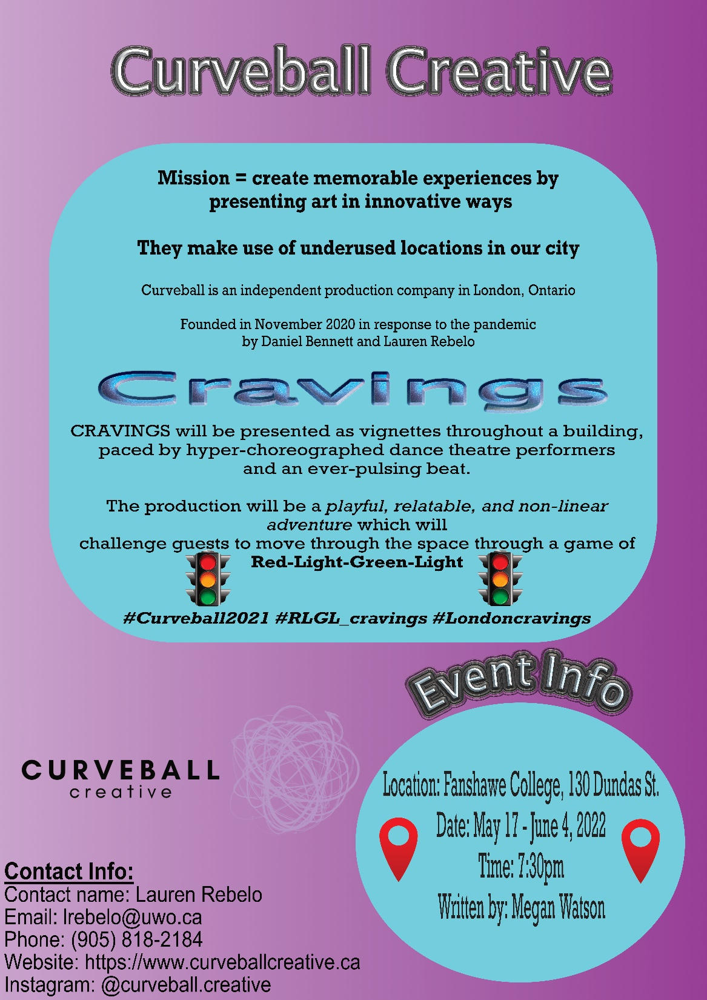 Curveball Creative
Mission = create memorable experiences by
presenting art in innovative ways
They make use of underused locations in our city
Curveball is an independent production company in London, Ontario
Founded in November 2020 in response to the pandemic
by Daniel Bennett and Lauren Rebelo
Cravings
CRAVINGS will be presented as vignettes throughout a building,
paced by hyper-choreographed dance theatre performers
and an ever-pulsing beat.
The production will be a playful, relatable, and non-linear
adventure which will
challenge guests to move through the space through a game of
Red-Light-Green-Light
#Curveball2021 #RLGL_cravings #Londoncravings
Event Info
Location: Fanshawe College, 130 Dundas St.
Date: May 17 - June 4, 2022
Time: 7:30pm
Written by: Megan Watson
CURVEBALL
creative
Contact Info:
Contact name: Lauren Rebelo
Email: lrebelo@uwo.ca
Phone: (905) 818-2184
Website: https://www.curveballcreative.ca
Instagram: @curveball.creative